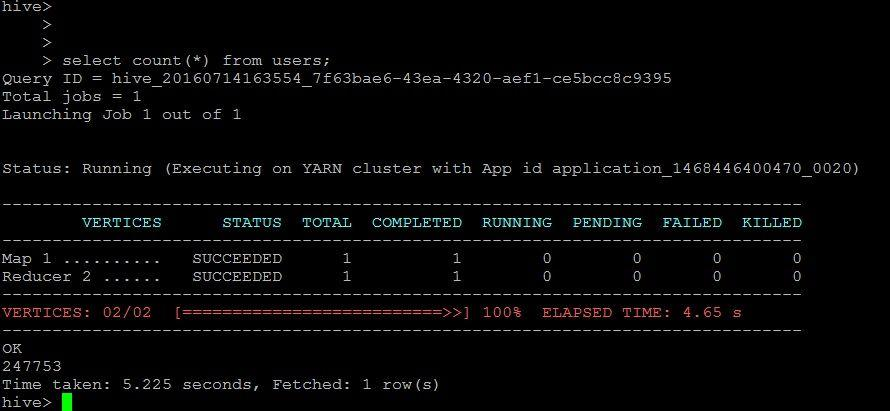 hive>
    >
    >
    > select count(*) from users;
Query ID = hive_20160714163554_7f63bae6-43ea-4320-aef1-ce5bcc8c9395
Total jobs = 1
Launching Job 1 out of 1
Status: Running (Executing on YARN cluster with App id application_1468446400470_0020)
--------------------------------------------------------------------------------
        VERTICES      STATUS  TOTAL  COMPLETED  RUNNING  PENDING  FAILED  KILLED
--------------------------------------------------------------------------------
Map 1 ..........   SUCCEEDED      1          1        0        0       0       0
Reducer 2 ......   SUCCEEDED      1          1        0        0       0       0
--------------------------------------------------------------------------------
VERTICES: 02/02  [==========================>>] 100%  ELAPSED TIME: 4.65 s
--------------------------------------------------------------------------------
OK
247753
Time taken: 5.225 seconds, Fetched: 1 row(s)
hive>